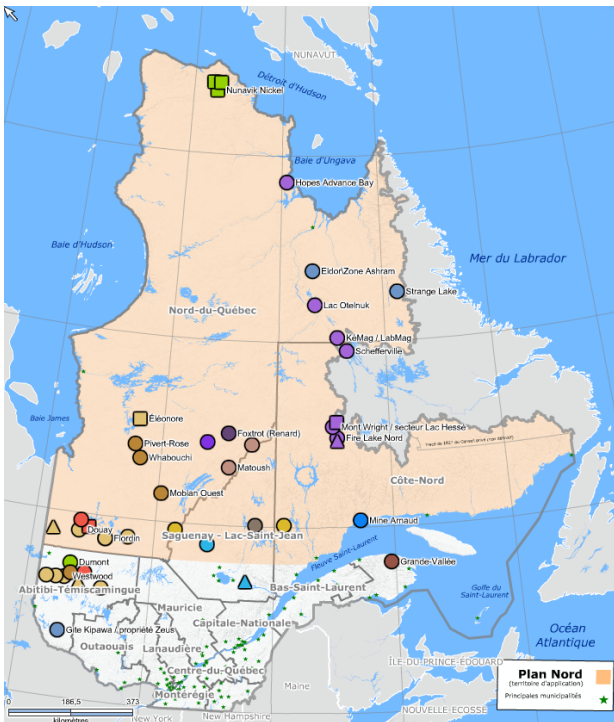 NUNAVUT
Détroit d'Hudson
Nunavik Nickel
Baie d'Ungava
Hopes Advance Bay
Baie d'Hudson
Mer du Labrador
Eldor\Zone Ashram
Strange Lake
Nord-du-Québec
Lac Otelnuk
KéMag / LabMag
Schefferville
Baie James
Éléonore
Foxtrot (Renard)
Mont Wright / secteur Lac Hessé
Pivert-Rose
Fire Lake Nord
Whabouchi
Matoush
Côte-Nord
Moblan Ouest
Mine Arnaud
Douay
Flordin
Saguenay - Lac-Saint-Jean
Fleuve Saint-Laurent
Dumont
Grande-Vallée
Westwood
Bas-Saint-Laurent
Abitibi-Témiscamingue
Golfe du
Saint-Laurent
Mauricie
Capitale-Nationale
Gîte Kipawa / propriété Zeus
Océan
Atlantique
Outaouais
Lanaudière
ÎLE-DU-PRINCE-ÉDOUARD
Centre-du-Québec
Plan Nord
(territoire d'application)
Maine
Montérégie
Principales municipalités
0 186,5 373
kilomètres
New York
New Hampshire
NOUVELLE-ÉCOSSE